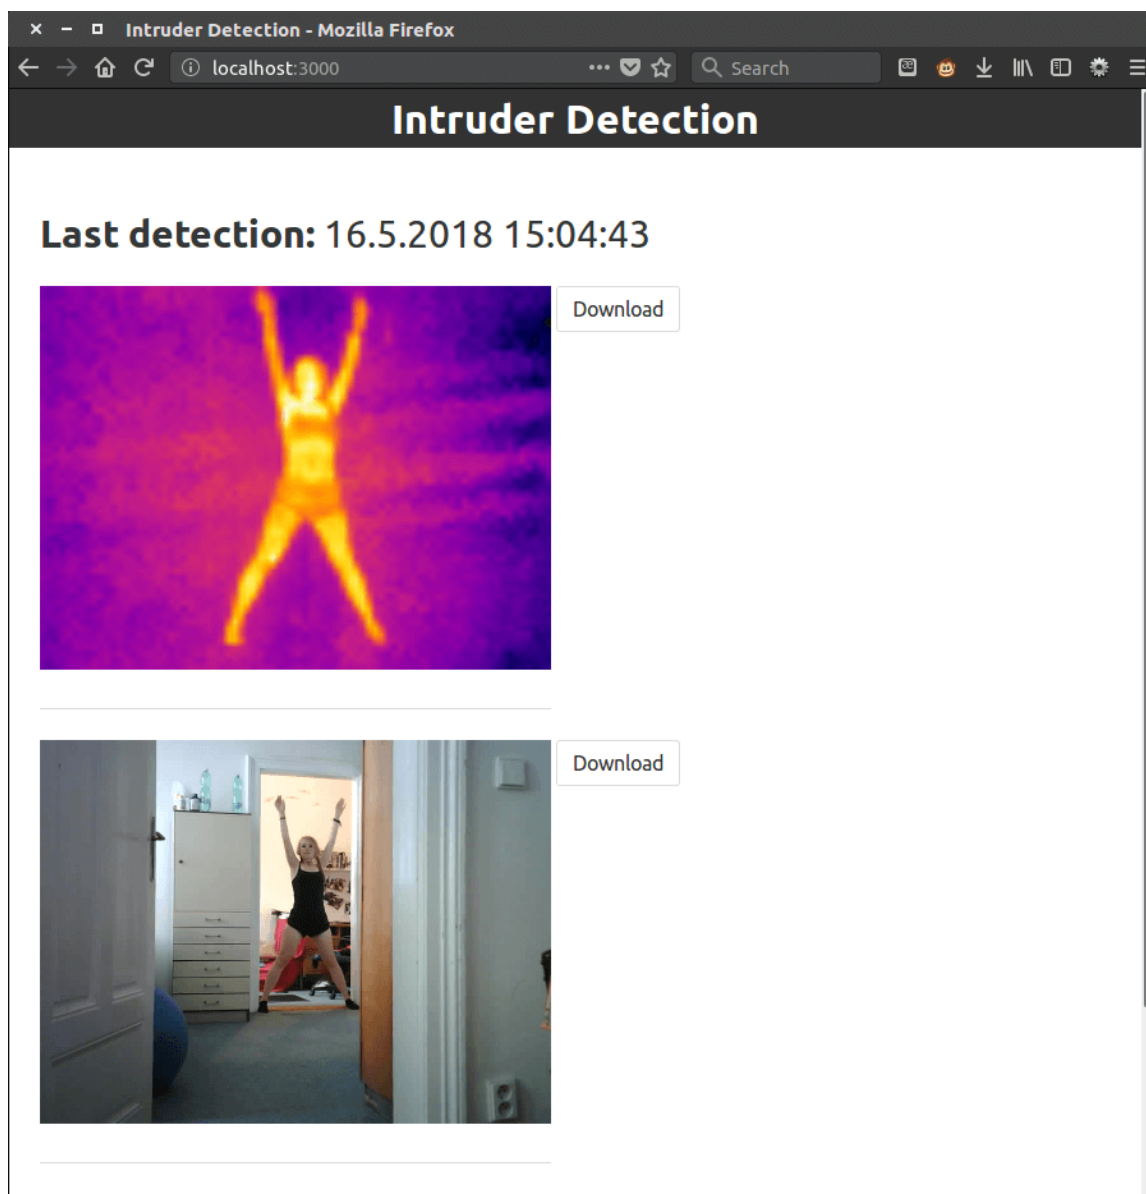 Intruder Detection - Mozilla Firefox
localhost:3000
Search
Intruder Detection
Last detection: 16.5.2018 15:04:43
Download
Download